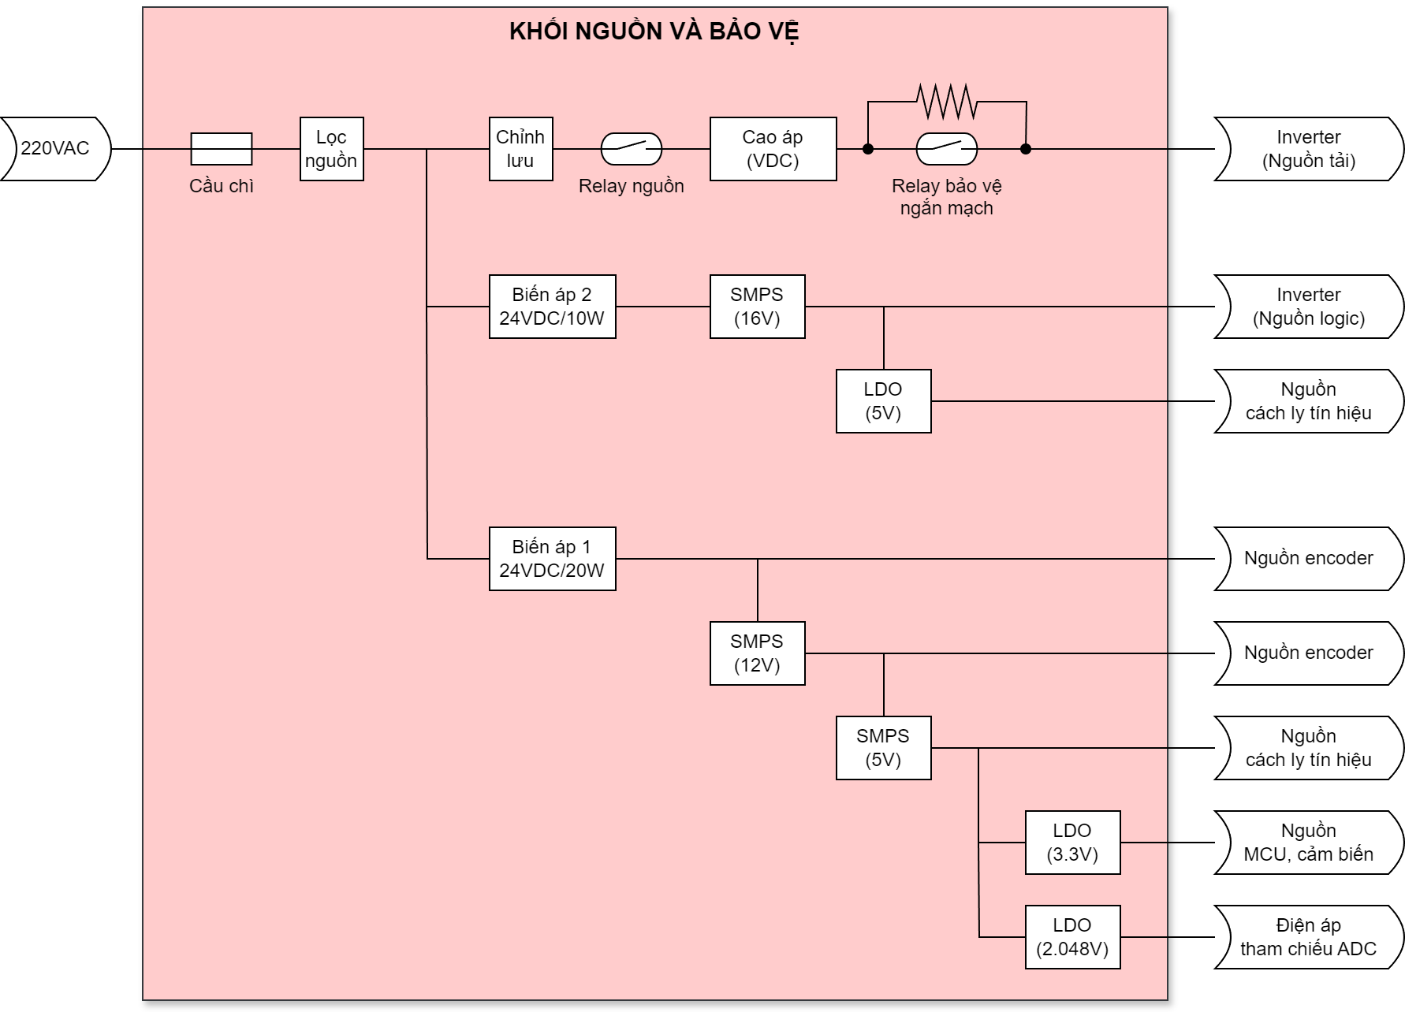 KHỐI NGUỒN VÀ BẢO VỆ
220VAC
Cầu chì
Lọc
nguồn
Chỉnh
lưu
Relay nguồn
Cao áp
(VDC)
Relay bảo vệ
ngắn mạch
Inverter
(Nguồn tải)
Biến áp 2
24VDC/10W
SMPS
(16V)
Inverter
(Nguồn logic)
LDO
(5V)
Nguồn
cách ly tín hiệu
Biến áp 1
24VDC/20W
Nguồn encoder
SMPS
(12V)
Nguồn encoder
SMPS
(5V)
Nguồn
cách ly tín hiệu
LDO
(3.3V)
Nguồn
MCU, cảm biến
LDO
(2.048V)
Điện áp
tham chiếu ADC